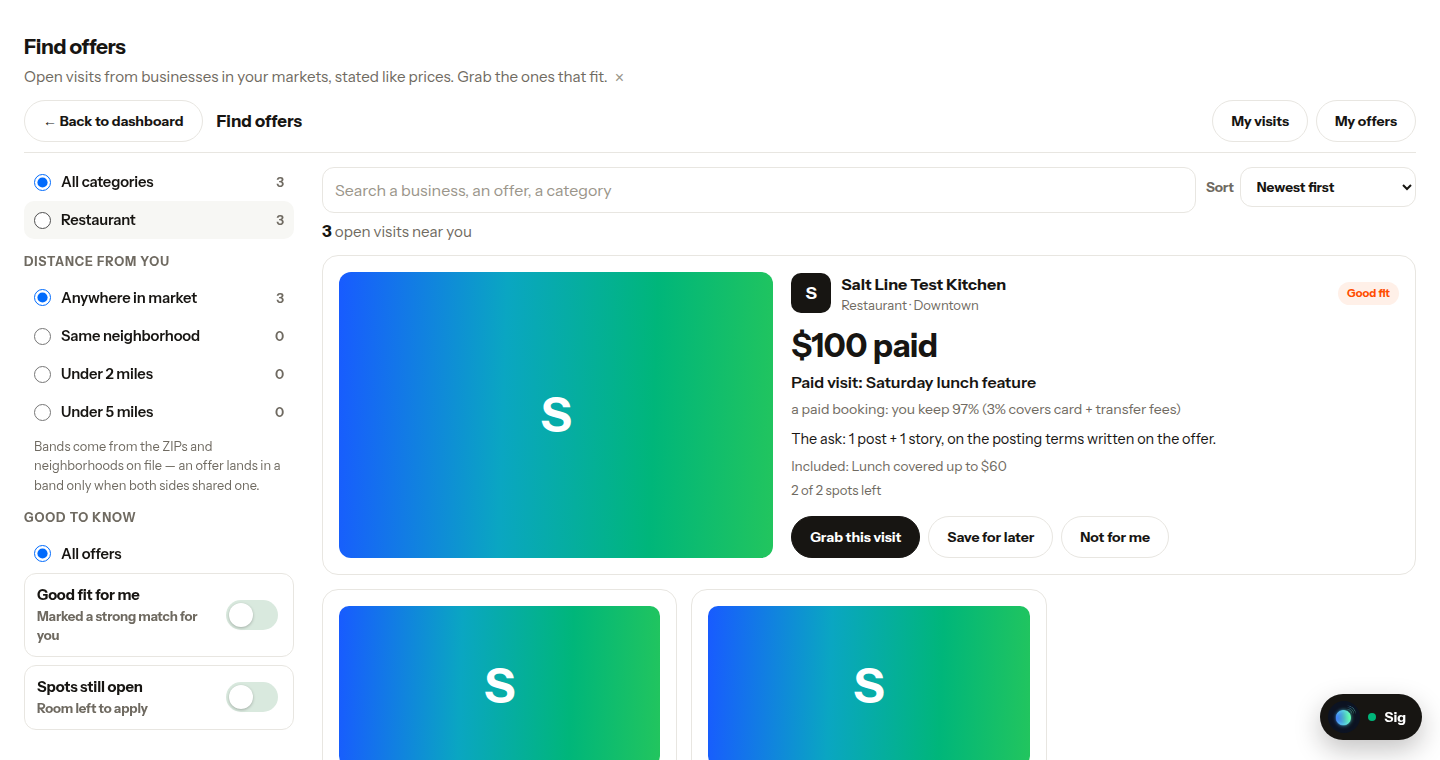 Find offers
Open visits from businesses in your markets, stated like prices. Grab the ones that fit. ×
← Back to dashboard
Find offers
My visits
My offers
All categories 3
Restaurant 3
DISTANCE FROM YOU
Anywhere in market 3
Same neighborhood 0
Under 2 miles 0
Under 5 miles 0
Bands come from the ZIPs and
neighborhoods on file — an offer lands in a
band only when both sides shared one.
GOOD TO KNOW
All offers
Good fit for me
Marked a strong match for
you
Spots still open
Room left to apply
Search a business, an offer, a category
Sort
Newest first
3 open visits near you
S
S
Salt Line Test Kitchen
Restaurant · Downtown
Good fit
$100 paid
Paid visit: Saturday lunch feature
a paid booking: you keep 97% (3% covers card + transfer fees)
The ask: 1 post + 1 story, on the posting terms written on the offer.
Included: Lunch covered up to $60
2 of 2 spots left
Grab this visit
Save for later
Not for me
S
S
Sig